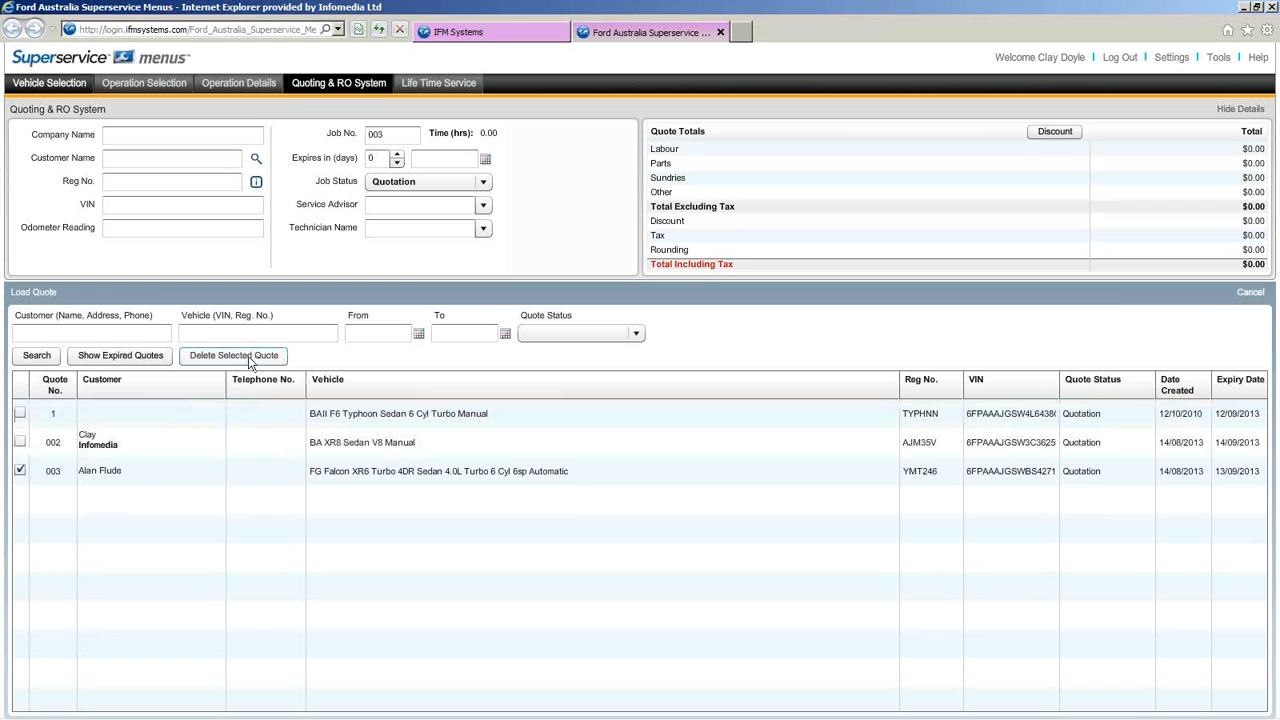 Ford Australia Superservice Menus - Internet Explorer provided by Infomedia Ltd
http://login.ifmsystems.com/Ford_Australia_Superservice_Me
IFM Systems
Ford Australia Superservice ...
Superservice menus™
Welcome Clay Doyle | Log Out | Settings | Tools | Help
Vehicle Selection Operation Selection Operation Details Quoting & RO System Life Time Service
Quoting & RO System Hide Details
Company Name
Customer Name
Reg No.
VIN
Odometer Reading
Job No. 003 Time (hrs): 0.00
Expires in (days) 0
Job Status Quotation
Service Advisor
Technician Name
Quote Totals Discount Total
Labour $0.00
Parts $0.00
Sundries $0.00
Other $0.00
Total Excluding Tax $0.00
Discount $0.00
Tax $0.00
Rounding $0.00
Total Including Tax $0.00
Load Quote Cancel
Customer (Name, Address, Phone) Vehicle (VIN, Reg. No.) From To Quote Status
Search Show Expired Quotes Delete Selected Quote
Quote No. Customer Telephone No. Vehicle Reg No. VIN Quote Status Date Created Expiry Date
1 BAII F6 Typhoon Sedan 6 Cyl Turbo Manual TYPHNN 6FPAAAJGSW4L6438 Quotation 12/10/2010 12/09/2013
002 Clay Infomedia BA XR8 Sedan V8 Manual AJM35V 6FPAAAJGSW3C3625 Quotation 14/08/2013 14/09/2013
003 Alan Flude FG Falcon XR6 Turbo 4DR Sedan 4.0L Turbo 6 Cyl 6sp Automatic YMT246 6FPAAAJGSWBS4271 Quotation 14/08/2013 13/09/2013